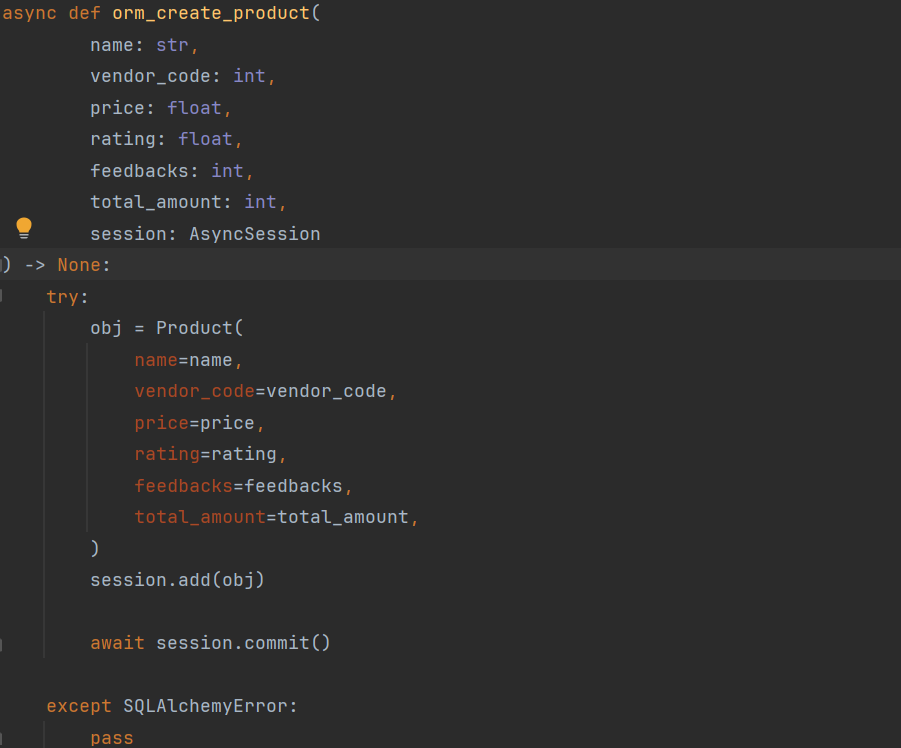 async def orm_create_product(
        name: str,
        vendor_code: int,
        price: float,
        rating: float,
        feedbacks: int,
        total_amount: int,
        session: AsyncSession
) -> None:
    try:
        obj = Product(
            name=name,
            vendor_code=vendor_code,
            price=price,
            rating=rating,
            feedbacks=feedbacks,
            total_amount=total_amount,
        )
        session.add(obj)

        await session.commit()

    except SQLAlchemyError:
        pass